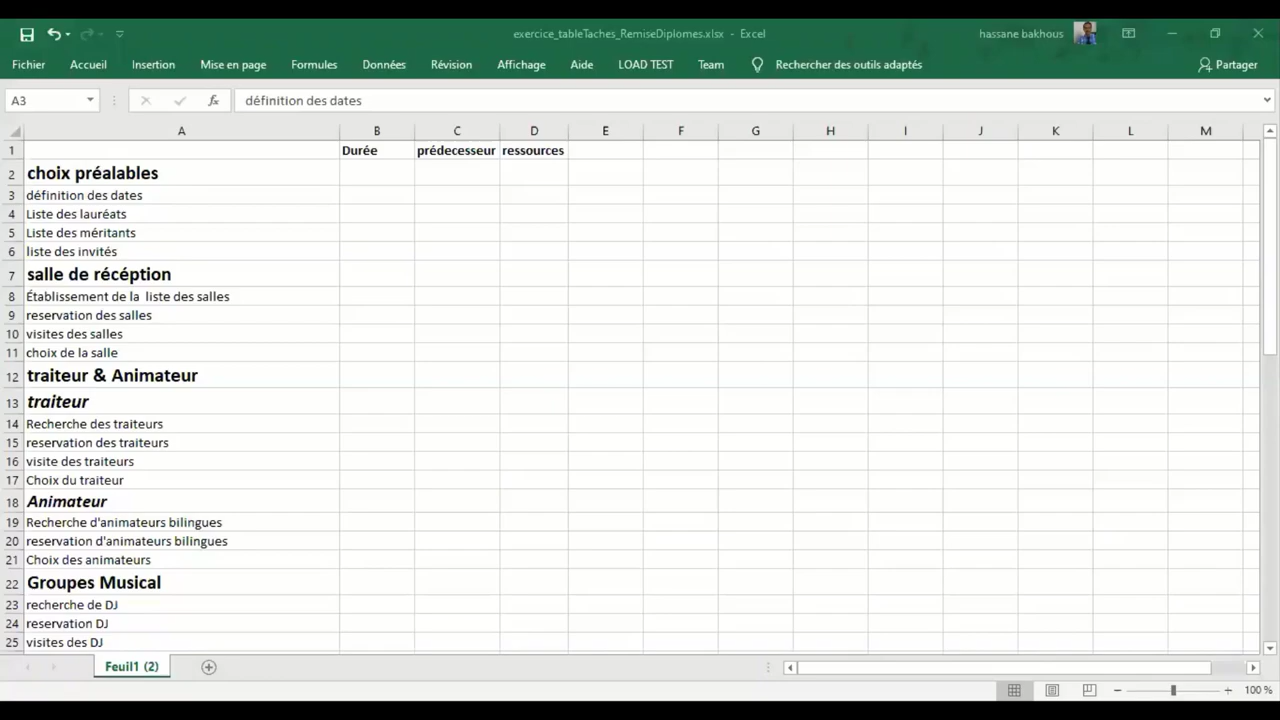 exercice_tableTaches_RemiseDiplomes.xlsx - Excel
hassane bakhous
Fichier Accueil Insertion Mise en page Formules Données Révision Affichage Aide LOAD TEST Team Rechercher des outils adaptés Partager
A3 fx définition des dates
A B C D E F G H I J K L M
1 Durée prédecesseur ressources
2 choix préalables
3 définition des dates
4 Liste des lauréats
5 Liste des méritants
6 liste des invités
7 salle de récéption
8 Établissement de la liste des salles
9 reservation des salles
10 visites des salles
11 choix de la salle
12 traiteur & Animateur
13 traiteur
14 Recherche des traiteurs
15 reservation des traiteurs
16 visite des traiteurs
17 Choix du traiteur
18 Animateur
19 Recherche d'animateurs bilingues
20 reservation d'animateurs bilingues
21 Choix des animateurs
22 Groupes Musical
23 recherche de DJ
24 reservation DJ
25 visites des DJ
Feuil1 (2)
100 %